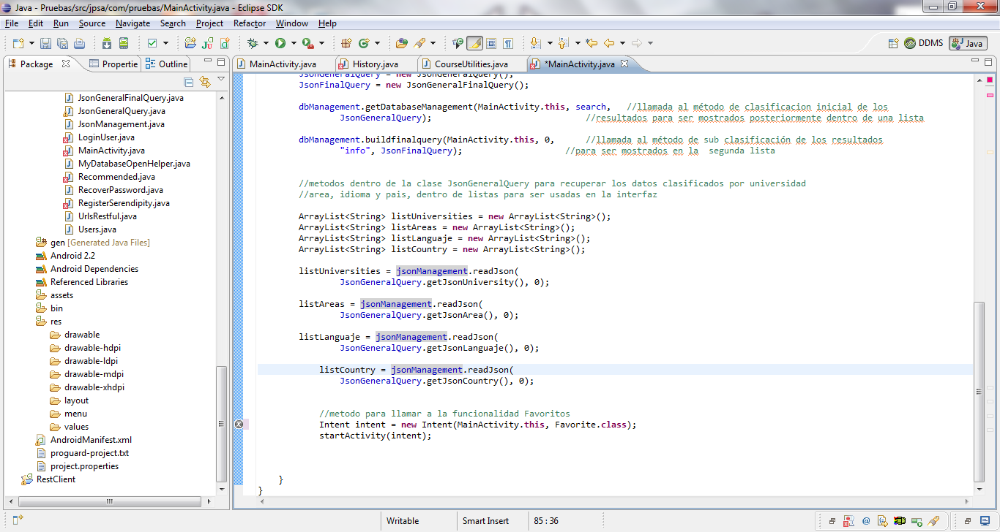 Java - Pruebas/src/jpsa/com/pruebas/MainActivity.java - Eclipse SDK
File Edit Run Source Navigate Search Project Refactor Window Help
DDMS Java
Package Propertie Outline
MainActivity.java History.java CourseUtilities.java *MainActivity.java
JsonGeneralFinalQuery.java
JsonGeneralQuery.java
JsonManagement.java
LoginUser.java
MainActivity.java
MyDatabaseOpenHelper.java
Recommended.java
RecoverPassword.java
RegisterSerendipity.java
UrlsRestful.java
Users.java
gen [Generated Java Files]
Android 2.2
Android Dependencies
Referenced Libraries
assets
bin
res
drawable
drawable-hdpi
drawable-ldpi
drawable-mdpi
drawable-xhdpi
layout
menu
values
AndroidManifest.xml
proguard-project.txt
project.properties
RestClient
JsonGeneralQuery = new JsonGeneralQuery();
JsonFinalQuery = new JsonGeneralFinalQuery();
dbManagement.getDatabaseManagement(MainActivity.this, search, //llamada al método de clasificacion inicial de los
JsonGeneralQuery); //resultados para ser mostrados posteriormente dentro de una lista
dbManagement.buildfinalquery(MainActivity.this, 0, //llamada al método de sub clasificación de los resultados
"info", JsonFinalQuery); //para ser mostrados en la segunda lista
//metodos dentro de la clase JsonGeneralQuery para recuperar los datos clasificados por universidad
//area, idioma y pais, dentro de listas para ser usadas en la interfaz
ArrayList<String> listUniversities = new ArrayList<String>();
ArrayList<String> listAreas = new ArrayList<String>();
ArrayList<String> listLanguaje = new ArrayList<String>();
ArrayList<String> listCountry = new ArrayList<String>();
listUniversities = jsonManagement.readJson(
JsonGeneralQuery.getJsonUniversity(), 0);
listAreas = jsonManagement.readJson(
JsonGeneralQuery.getJsonArea(), 0);
listLanguaje = jsonManagement.readJson(
JsonGeneralQuery.getJsonLanguaje(), 0);
listCountry = jsonManagement.readJson(
JsonGeneralQuery.getJsonCountry(), 0);
//metodo para llamar a la funcionalidad Favoritos
Intent intent = new Intent(MainActivity.this, Favorite.class);
startActivity(intent);
}
}
Writable Smart Insert 85 : 36